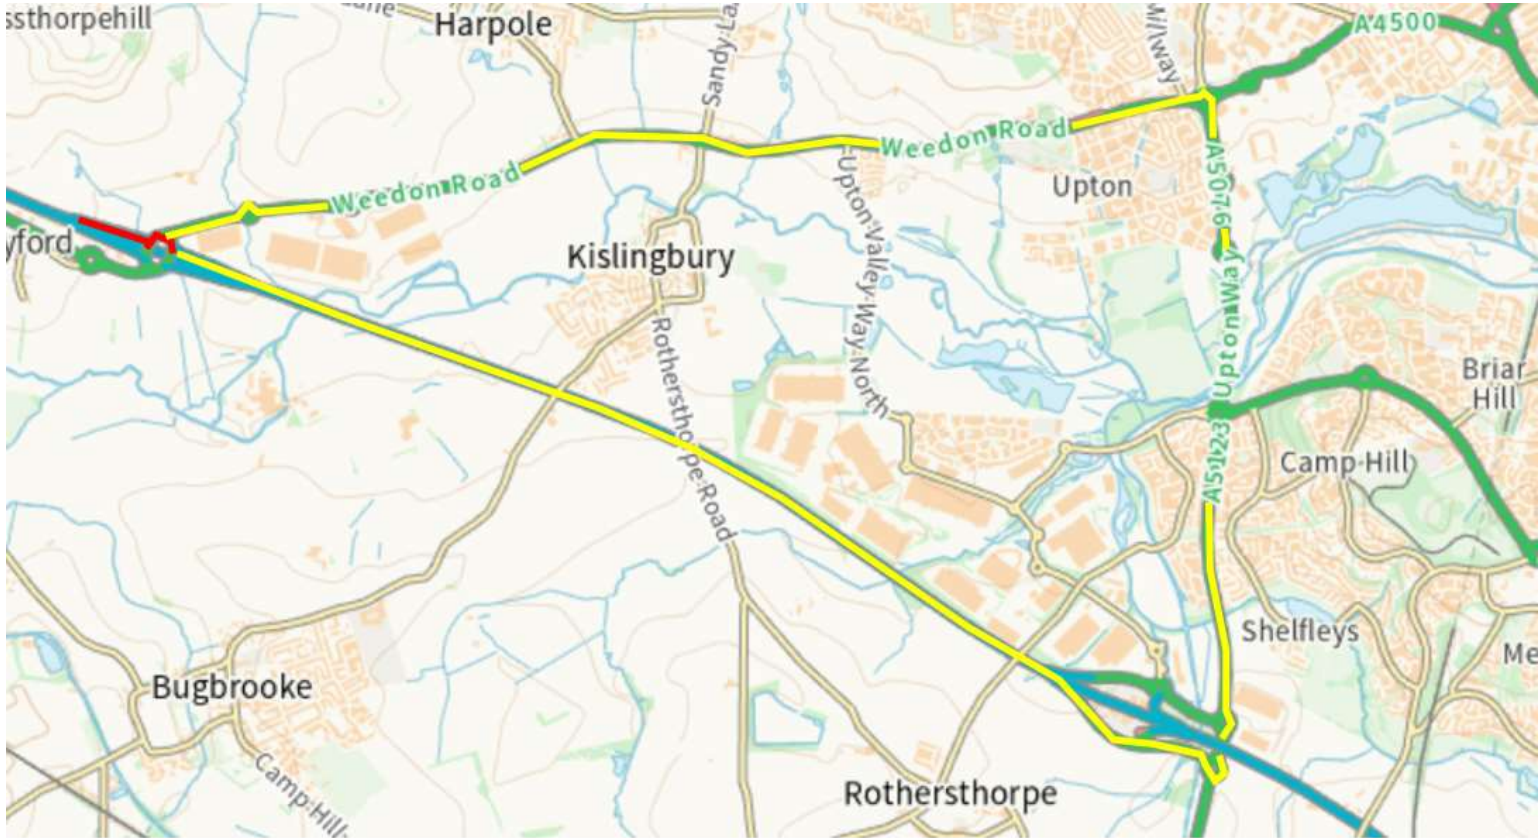 ssthorpehill
Harpole
Sandy La
Millway
A4500
Weedon Road
Weedon Road
Upton
A5076
yford
Kislingbury
Upton Valley Way North
Upton Way
Rothersthorpe Road
Briar
Hill
A5123
Camp Hill
Shelfleys
Me
Bugbrooke
Camp Hill
Rothersthorpe